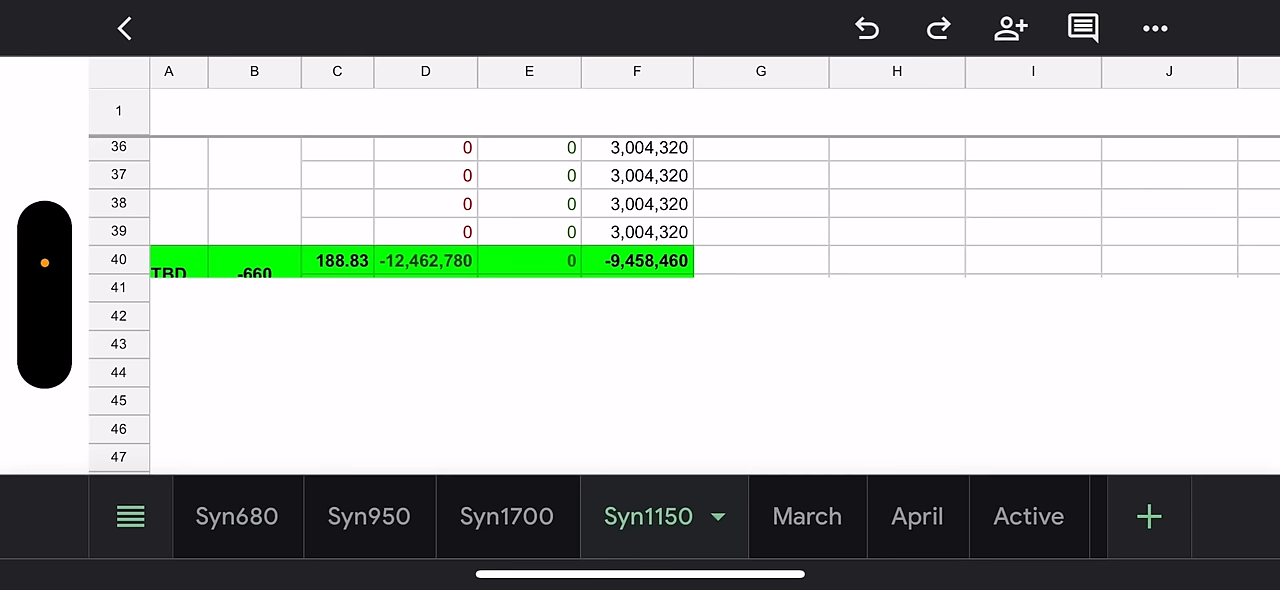 A B C D E F G H I J
1
36 0 0 3,004,320
37 0 0 3,004,320
38 0 0 3,004,320
39 0 0 3,004,320
40 188.83 -12,462,780 0 -9,458,460
TBD -660
41
42
43
44
45
46
47
Syn680 Syn950 Syn1700 Syn1150 March April Active